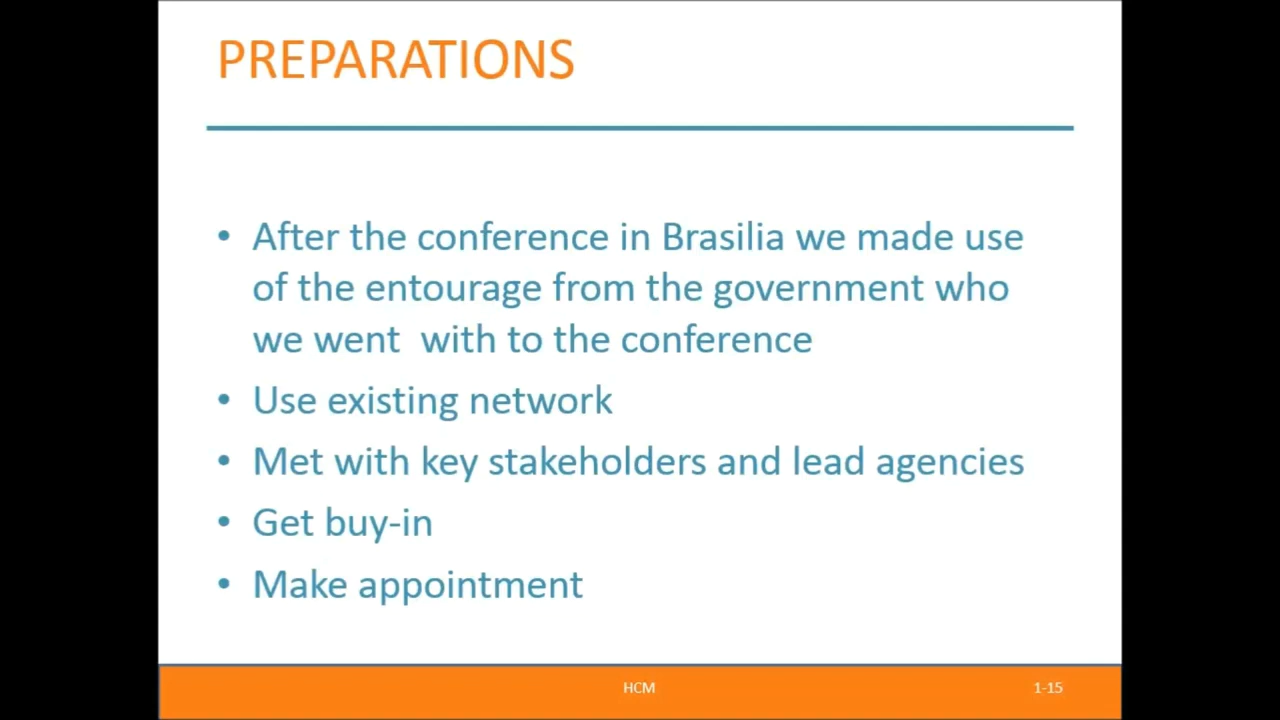 PREPARATIONS
• After the conference in Brasilia we made use
of the entourage from the government who
we went  with to the conference
• Use existing network
• Met with key stakeholders and lead agencies
• Get buy-in
• Make appointment
HCM
1-15